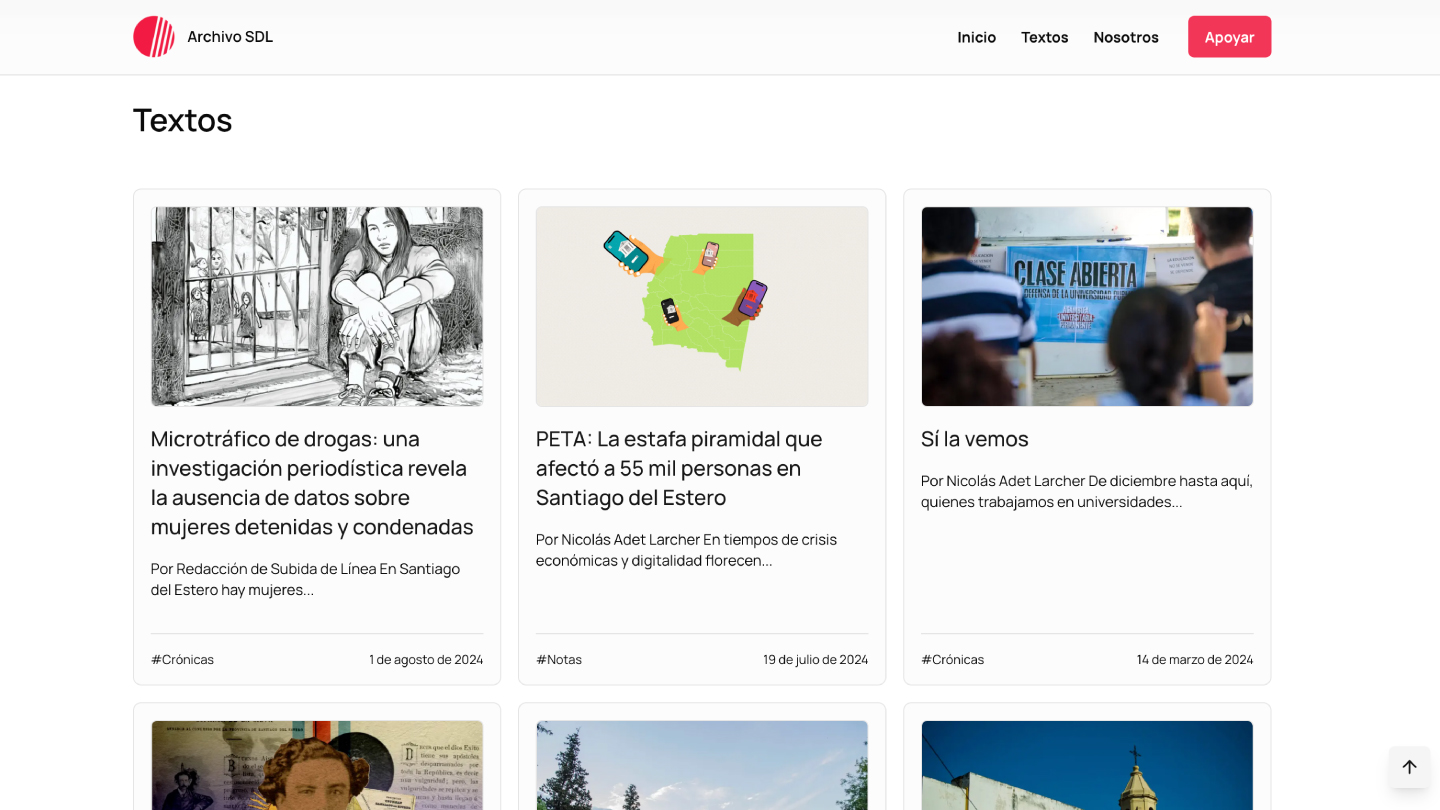 Archivo SDL
Inicio
Textos
Nosotros
Apoyar
Textos
CLASE ABIERTA
Microtráfico de drogas: una
investigación periodística revela
la ausencia de datos sobre
mujeres detenidas y condenadas
Por Redacción de Subida de Línea En Santiago
del Estero hay mujeres...
#Crónicas
1 de agosto de 2024
PETA: La estafa piramidal que
afectó a 55 mil personas en
Santiago del Estero
Por Nicolás Adet Larcher En tiempos de crisis
económicas y digitalidad florecen...
#Notas
19 de julio de 2024
Sí la vemos
Por Nicolás Adet Larcher De diciembre hasta aquí,
quienes trabajamos en universidades...
#Crónicas
14 de marzo de 2024